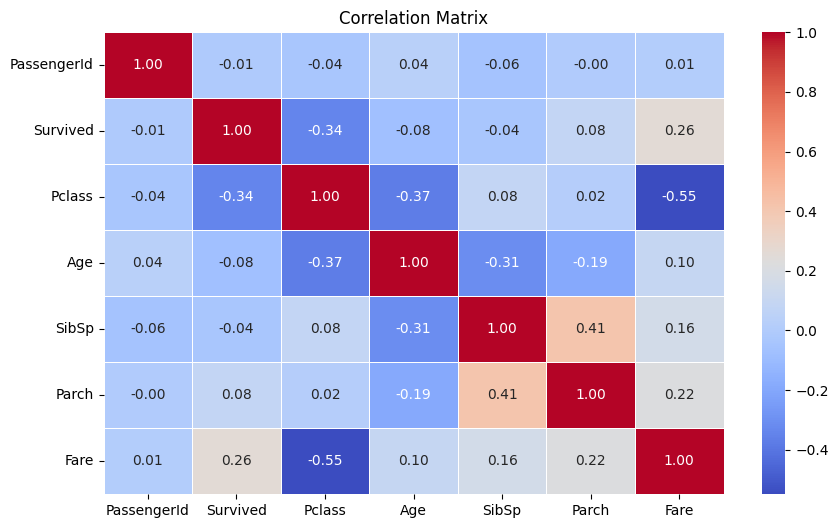 Correlation Matrix
PassengerId 1.00 -0.01 -0.04 0.04 -0.06 -0.00 0.01
Survived -0.01 1.00 -0.34 -0.08 -0.04 0.08 0.26
Pclass -0.04 -0.34 1.00 -0.37 0.08 0.02 -0.55
Age 0.04 -0.08 -0.37 1.00 -0.31 -0.19 0.10
SibSp -0.06 -0.04 0.08 -0.31 1.00 0.41 0.16
Parch -0.00 0.08 0.02 -0.19 0.41 1.00 0.22
Fare 0.01 0.26 -0.55 0.10 0.16 0.22 1.00
PassengerId Survived Pclass Age SibSp Parch Fare
1.0
0.8
0.6
0.4
0.2
0.0
−0.2
−0.4